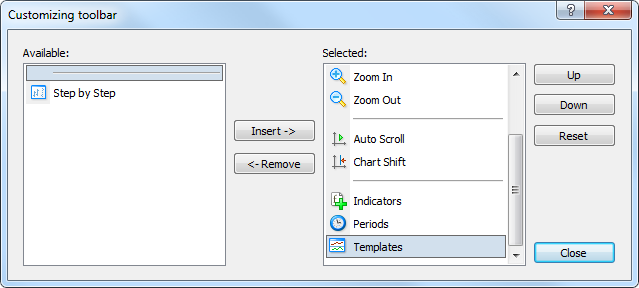 Customizing toolbar
?
Available:
Selected:
Step by Step
Insert ->
<- Remove
Zoom In
Zoom Out
Auto Scroll
Chart Shift
Indicators
Periods
Templates
Up
Down
Reset
Close